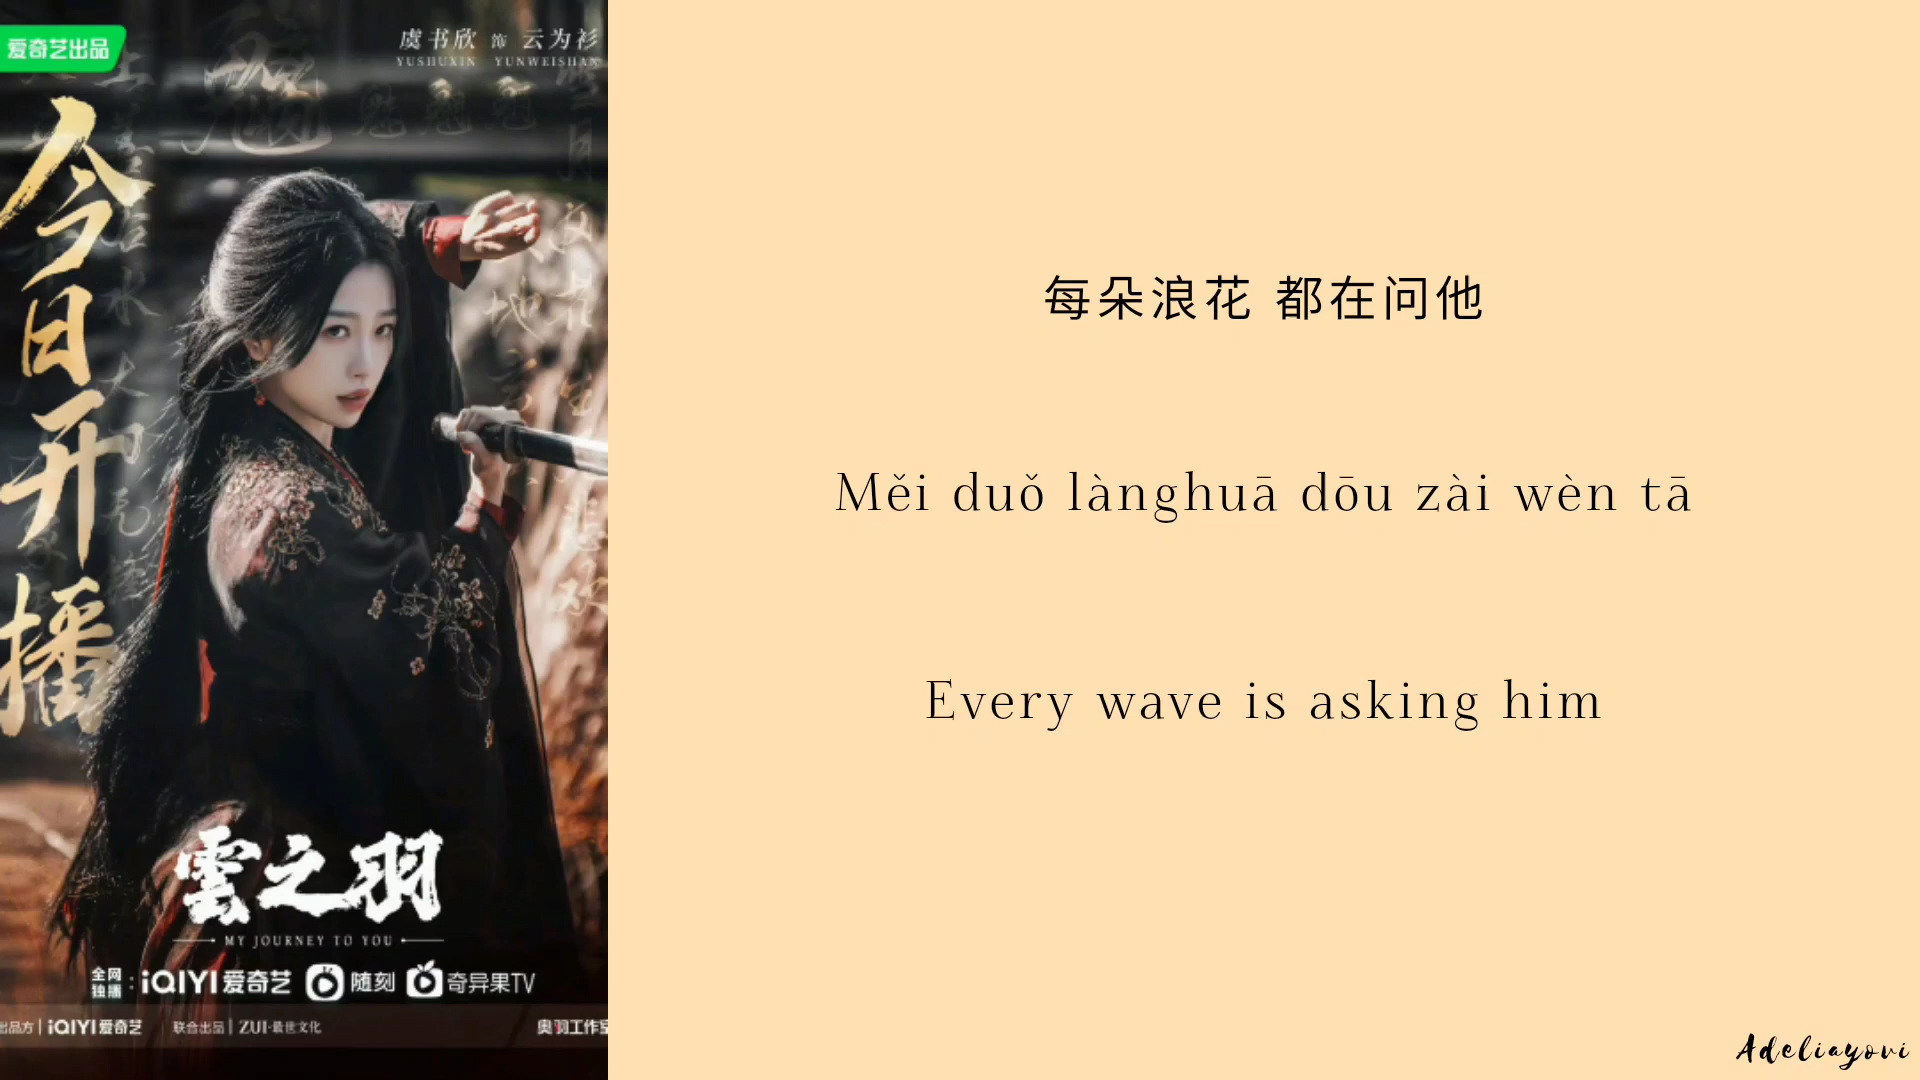 爱奇艺出品
虞书欣 饰 云为衫
YUSHUXIN YUNWEISHAN
今日开播
雲之羽
MY JOURNEY TO YOU
全网独播：iQIYI爱奇艺 随刻 奇异果TV
出品方 | iQIYI爱奇艺 联合出品 | ZUI·最世文化 奥羽工作室
每朵浪花 都在问他
Měi duǒ lànghuā dōu zài wèn tā
Every wave is asking him
Adeliayovi